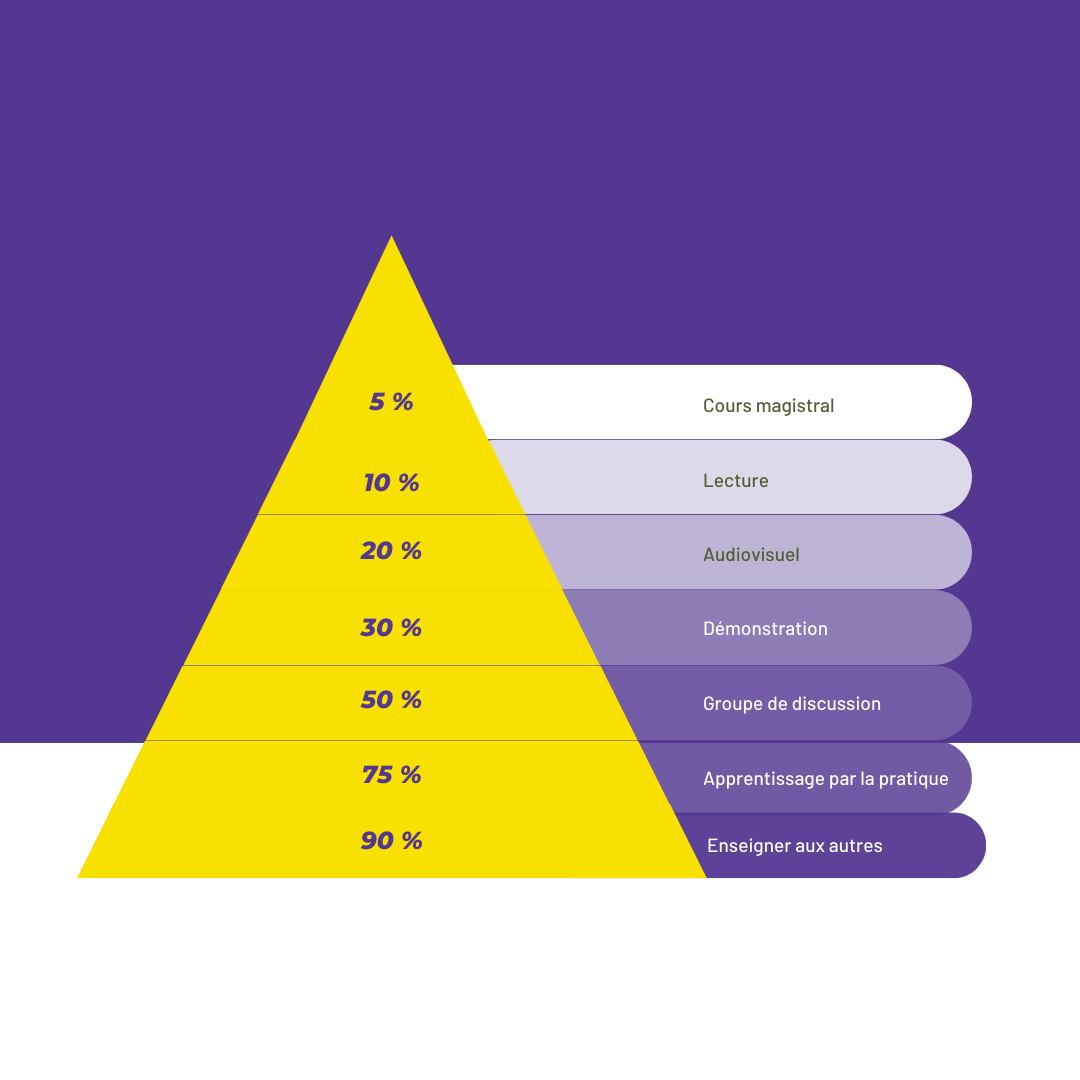 5 %
Cours magistral
10 %
Lecture
20 %
Audiovisuel
30 %
Démonstration
50 %
Groupe de discussion
75 %
Apprentissage par la pratique
90 %
Enseigner aux autres